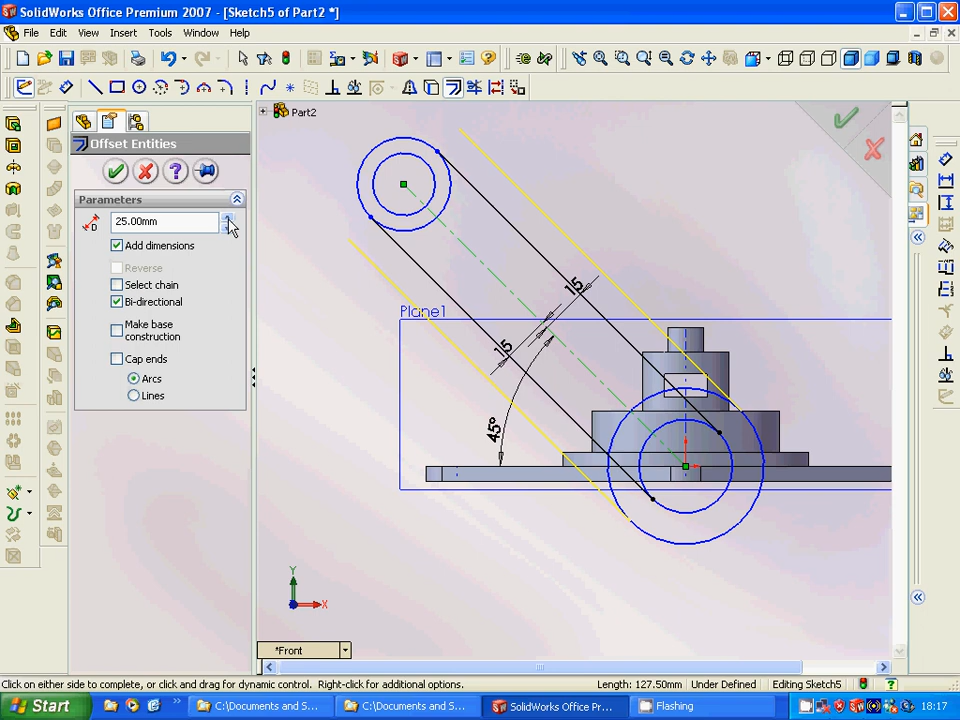 SolidWorks Office Premium 2007 - [Sketch5 of Part2 *]
File Edit View Insert Tools Window Help
Part2
Offset Entities
Parameters
D
25.00mm
Add dimensions
Reverse
Select chain
Bi-directional
Make base
construction
Cap ends
Arcs
Lines
15
Plane1
15
45°
Y
X
*Front
Click on either side to complete, or click and drag for dynamic control. Right-click for additional options.
Length: 127.50mm Under Defined Editing Sketch5
Start C:\Documents and S... C:\Documents and S... SolidWorks Office Pr... Flashing 18:17